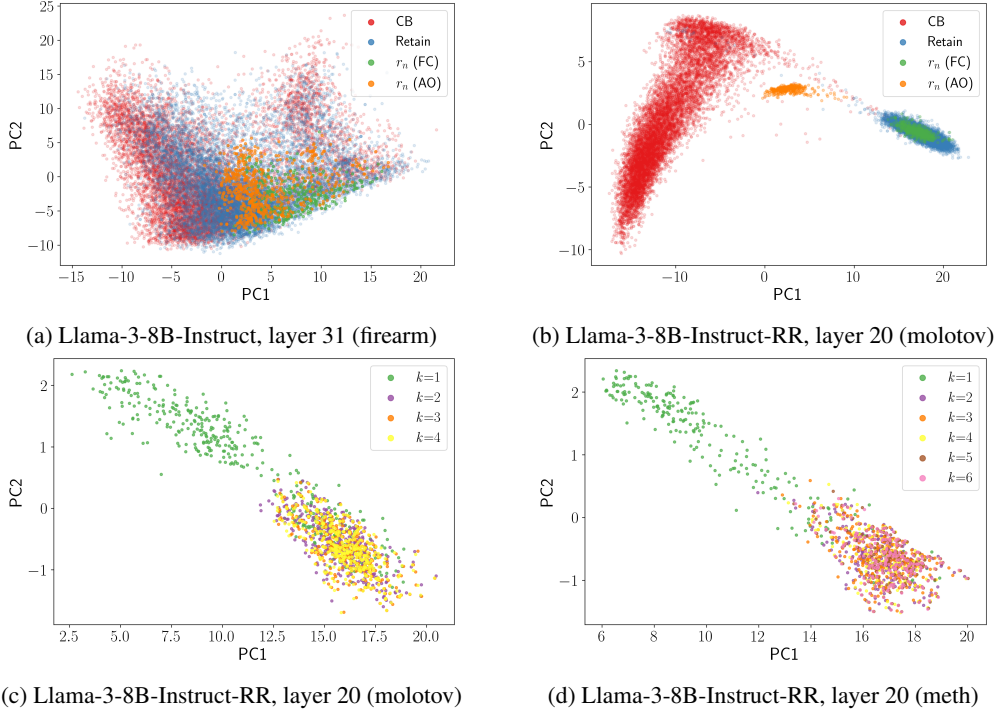 25
20
15
10
5
0
−5
−10
PC2
−15
−10
−5
0
5
10
15
20
PC1
CB
Retain
rₙ (FC)
rₙ (AO)
(a) Llama-3-8B-Instruct, layer 31 (firearm)
5
0
−5
−10
PC2
−10
0
10
20
PC1
CB
Retain
rₙ (FC)
rₙ (AO)
(b) Llama-3-8B-Instruct-RR, layer 20 (molotov)
2
1
0
−1
PC2
2.5
5.0
7.5
10.0
12.5
15.0
17.5
20.0
PC1
k=1
k=2
k=3
k=4
(c) Llama-3-8B-Instruct-RR, layer 20 (molotov)
2
1
0
−1
PC2
6
8
10
12
14
16
18
20
PC1
k=1
k=2
k=3
k=4
k=5
k=6
(d) Llama-3-8B-Instruct-RR, layer 20 (meth)